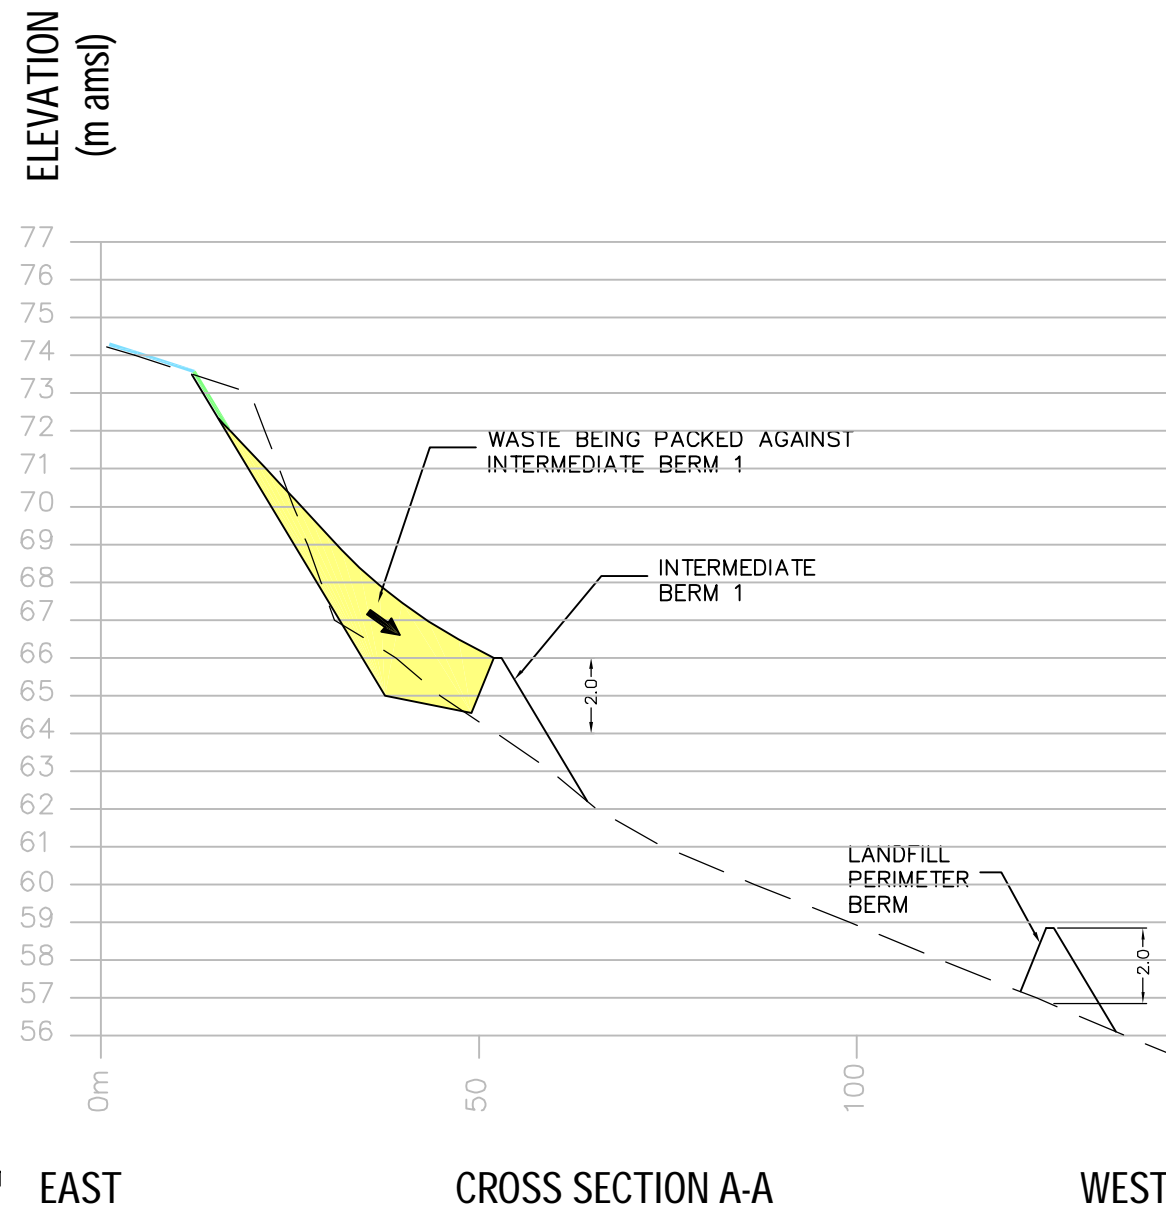 ELEVATION
(m amsl)
77
76
75
74
73
72
71
70
69
68
67
66
65
64
63
62
61
60
59
58
57
56
WASTE BEING PACKED AGAINST
INTERMEDIATE BERM 1
INTERMEDIATE
BERM 1
2.0
LANDFILL
PERIMETER
BERM
2.0
0m
50
100
EAST
CROSS SECTION A-A
WEST